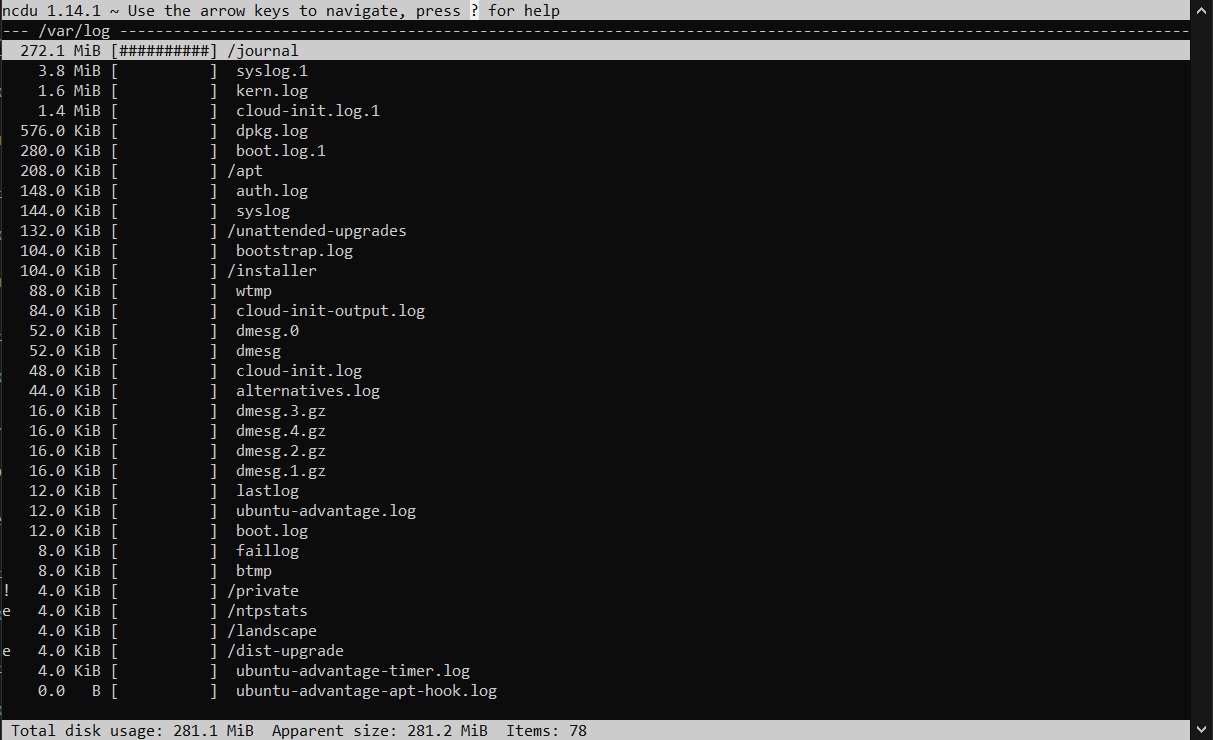 ncdu 1.14.1 ~ Use the arrow keys to navigate, press ? for help
--- /var/log -----------------------------------------------------------------------------------------------------------------------
  272.1 MiB [##########] /journal
    3.8 MiB [          ]  syslog.1
    1.6 MiB [          ]  kern.log
    1.4 MiB [          ]  cloud-init.log.1
  576.0 KiB [          ]  dpkg.log
  280.0 KiB [          ]  boot.log.1
  208.0 KiB [          ] /apt
  148.0 KiB [          ]  auth.log
  144.0 KiB [          ]  syslog
  132.0 KiB [          ] /unattended-upgrades
  104.0 KiB [          ]  bootstrap.log
  104.0 KiB [          ] /installer
   88.0 KiB [          ]  wtmp
   84.0 KiB [          ]  cloud-init-output.log
   52.0 KiB [          ]  dmesg.0
   52.0 KiB [          ]  dmesg
   48.0 KiB [          ]  cloud-init.log
   44.0 KiB [          ]  alternatives.log
   16.0 KiB [          ]  dmesg.3.gz
   16.0 KiB [          ]  dmesg.4.gz
   16.0 KiB [          ]  dmesg.2.gz
   16.0 KiB [          ]  dmesg.1.gz
   12.0 KiB [          ]  lastlog
   12.0 KiB [          ]  ubuntu-advantage.log
   12.0 KiB [          ]  boot.log
    8.0 KiB [          ]  faillog
    8.0 KiB [          ]  btmp
!   4.0 KiB [          ] /private
e   4.0 KiB [          ] /ntpstats
    4.0 KiB [          ] /landscape
e   4.0 KiB [          ] /dist-upgrade
    4.0 KiB [          ]  ubuntu-advantage-timer.log
    0.0   B [          ]  ubuntu-advantage-apt-hook.log
Total disk usage: 281.1 MiB  Apparent size: 281.2 MiB  Items: 78